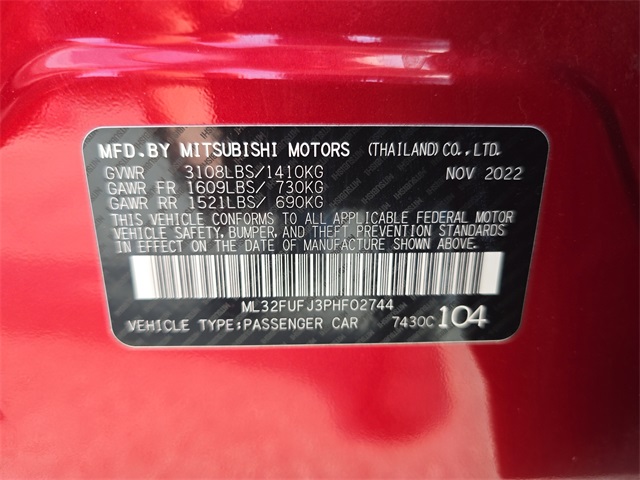 MFD.BY MITSUBISHI MOTORS (THAILAND)CO.,LTD.
GVWR 3108LBS/1410KG NOV 2022
GAWR FR 1609LBS/ 730KG
GAWR RR 1521LBS/ 690KG
THIS VEHICLE CONFORMS TO ALL APPLICABLE FEDERAL MOTOR
VEHICLE SAFETY, BUMPER, AND THEFT PREVENTION STANDARDS
IN EFFECT ON THE DATE OF MANUFACTURE SHOWN ABOVE.
ML32FUFJ3PHF02744
VEHICLE TYPE:PASSENGER CAR 7430C 104